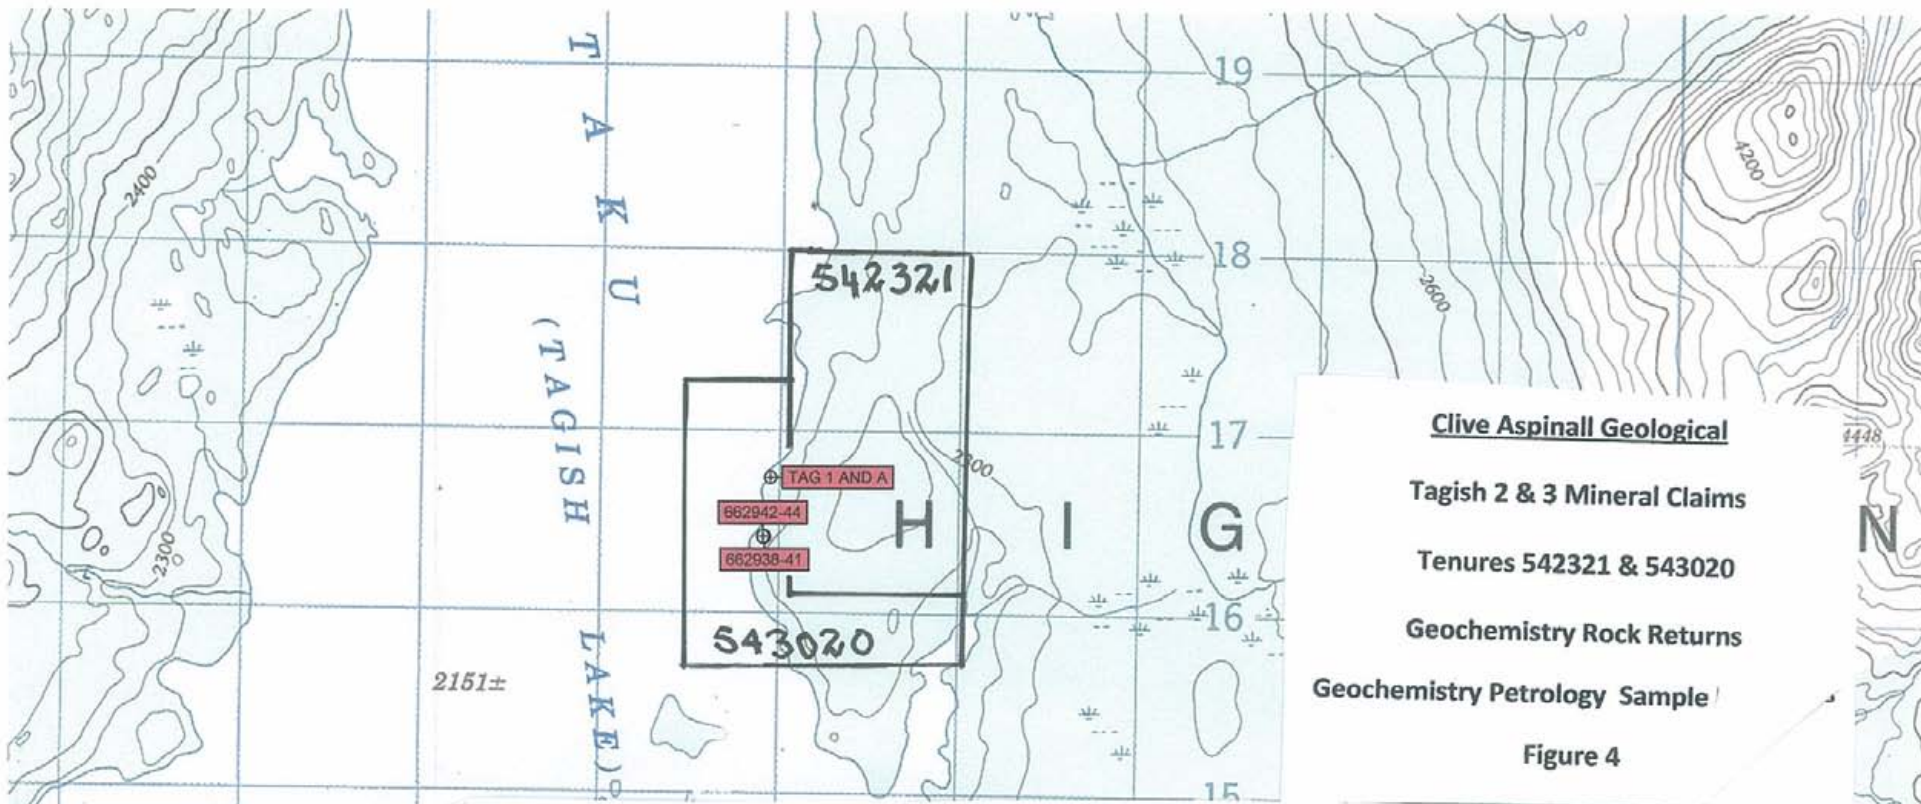 TAKU
(TAGISH LAKE)
19
18
17
16
15
2400
4200
2600
4448
2300
2300
2151±
542321
543020
TAG 1 AND A
662942-44
662938-41
H I G N
Clive Aspinall Geological
Tagish 2 & 3 Mineral Claims
Tenures 542321 & 543020
Geochemistry Rock Returns
Geochemistry Petrology Sample
Figure 4